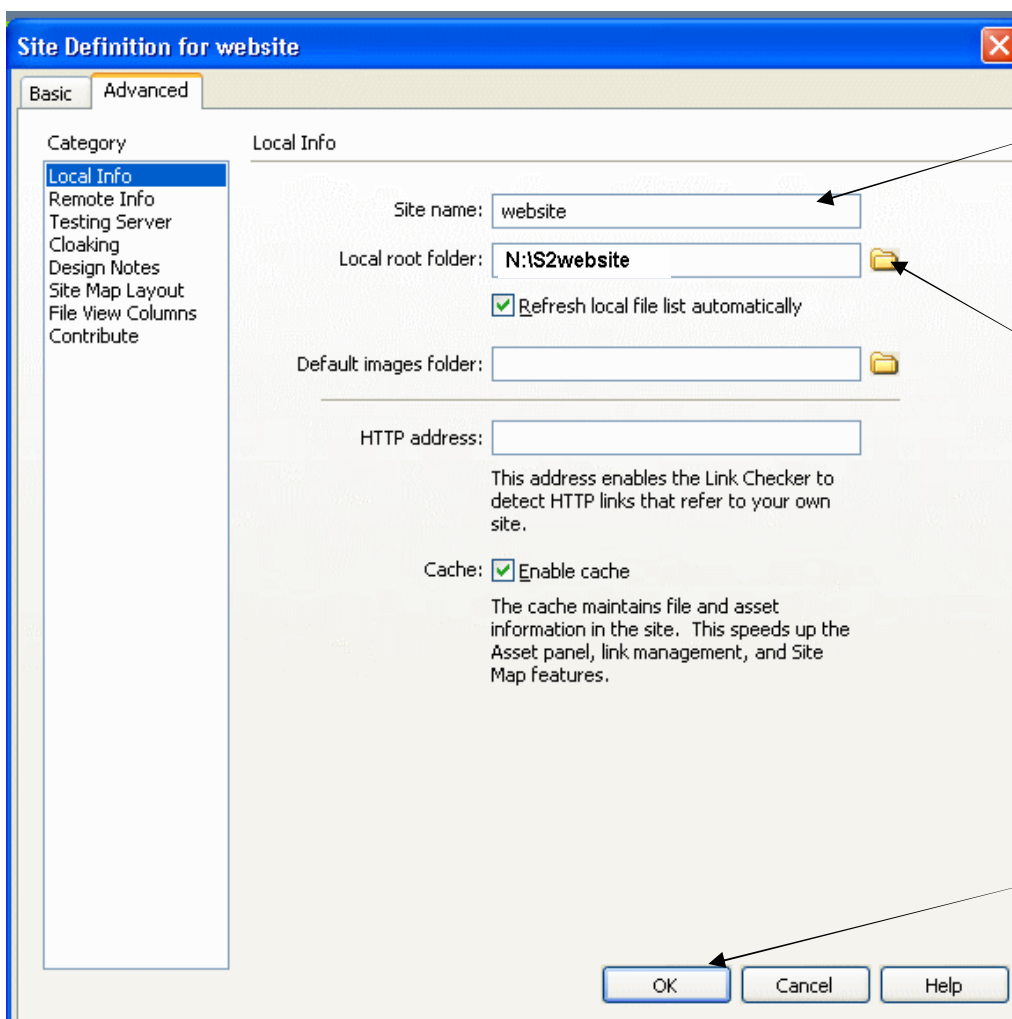 Site Definition for website
Basic
Advanced
Category
Local Info
Remote Info
Testing Server
Cloaking
Design Notes
Site Map Layout
File View Columns
Contribute
Local Info
Site name:
website
Local root folder:
N:\S2website
Refresh local file list automatically
Default images folder:
HTTP address:
This address enables the Link Checker to
detect HTTP links that refer to your own
site.
Cache:
Enable cache
The cache maintains file and asset
information in the site. This speeds up the
Asset panel, link management, and Site
Map features.
OK
Cancel
Help